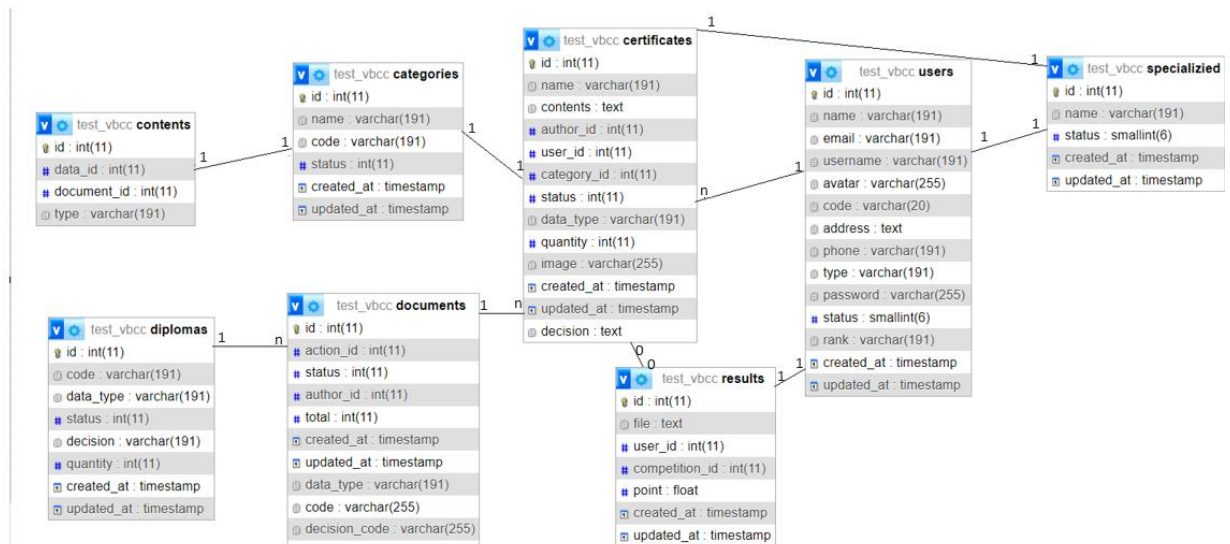 test_vbcc contents
id : int(11)
data_id : int(11)
document_id : int(11)
type : varchar(191)
1
1
test_vbcc categories
id : int(11)
name : varchar(191)
code : varchar(191)
status : int(11)
created_at : timestamp
updated_at : timestamp
1
1
test_vbcc certificates
id : int(11)
name : varchar(191)
contents : text
author_id : int(11)
user_id : int(11)
category_id : int(11)
status : int(11)
data_type : varchar(191)
quantity : int(11)
image : varchar(255)
created_at : timestamp
updated_at : timestamp
decision : text
1
1
n
1
test_vbcc users
id : int(11)
name : varchar(191)
email : varchar(191)
username : varchar(191)
avatar : varchar(255)
code : varchar(20)
address : text
phone : varchar(191)
type : varchar(191)
password : varchar(255)
status : smallint(6)
rank : varchar(191)
created_at : timestamp
updated_at : timestamp
1
1
test_vbcc specializied
id : int(11)
name : varchar(191)
status : smallint(6)
created_at : timestamp
updated_at : timestamp
test_vbcc diplomas
id : int(11)
code : varchar(191)
data_type : varchar(191)
status : int(11)
decision : varchar(191)
quantity : int(11)
created_at : timestamp
updated_at : timestamp
1
n
test_vbcc documents
id : int(11)
action_id : int(11)
status : int(11)
author_id : int(11)
total : int(11)
created_at : timestamp
updated_at : timestamp
data_type : varchar(191)
code : varchar(255)
decision_code : varchar(255)
1
n
0
0
test_vbcc results
id : int(11)
file : text
user_id : int(11)
competition_id : int(11)
point : float
created_at : timestamp
updated_at : timestamp
1
1